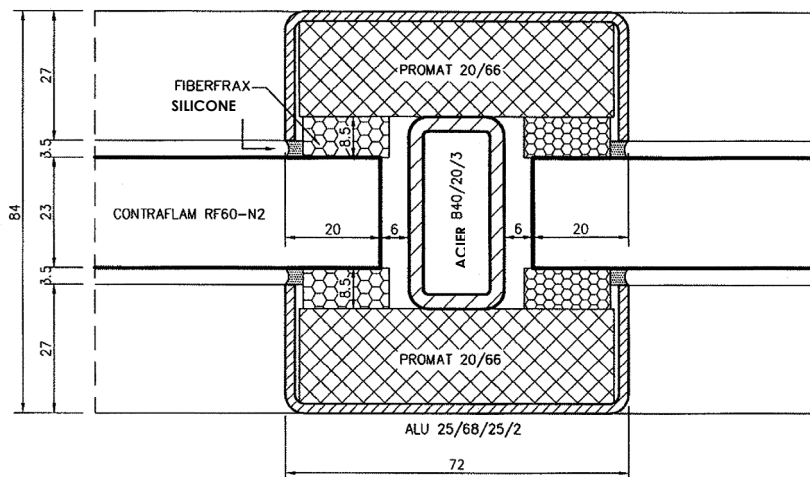 PROMAT 20/66
FIBERFRAX
SILICONE
27
3.5
8.5
84
23
CONTRAFLAM RF60-N2
20
6
ACIER B40/20/3
6
20
3.5
8.5
27
PROMAT 20/66
ALU 25/68/25/2
72